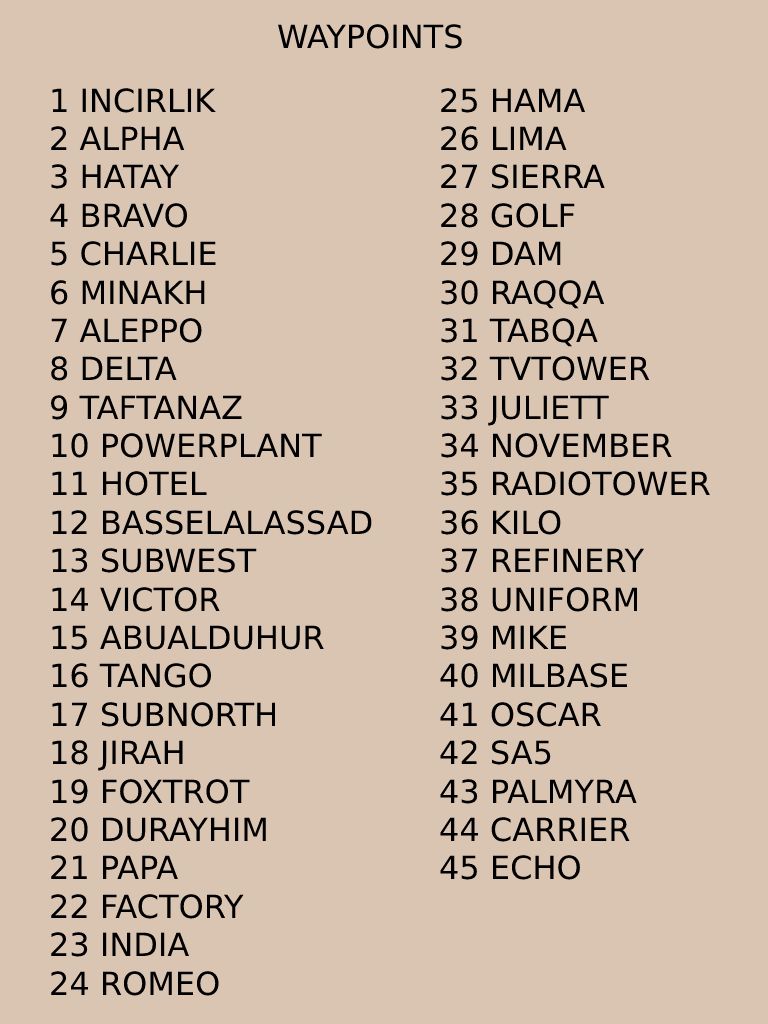 WAYPOINTS
1 INCIRLIK
2 ALPHA
3 HATAY
4 BRAVO
5 CHARLIE
6 MINAKH
7 ALEPPO
8 DELTA
9 TAFTANAZ
10 POWERPLANT
11 HOTEL
12 BASSELALASSAD
13 SUBWEST
14 VICTOR
15 ABUALDUHUR
16 TANGO
17 SUBNORTH
18 JIRAH
19 FOXTROT
20 DURAYHIM
21 PAPA
22 FACTORY
23 INDIA
24 ROMEO
25 HAMA
26 LIMA
27 SIERRA
28 GOLF
29 DAM
30 RAQQA
31 TABQA
32 TVTOWER
33 JULIETT
34 NOVEMBER
35 RADIOTOWER
36 KILO
37 REFINERY
38 UNIFORM
39 MIKE
40 MILBASE
41 OSCAR
42 SA5
43 PALMYRA
44 CARRIER
45 ECHO